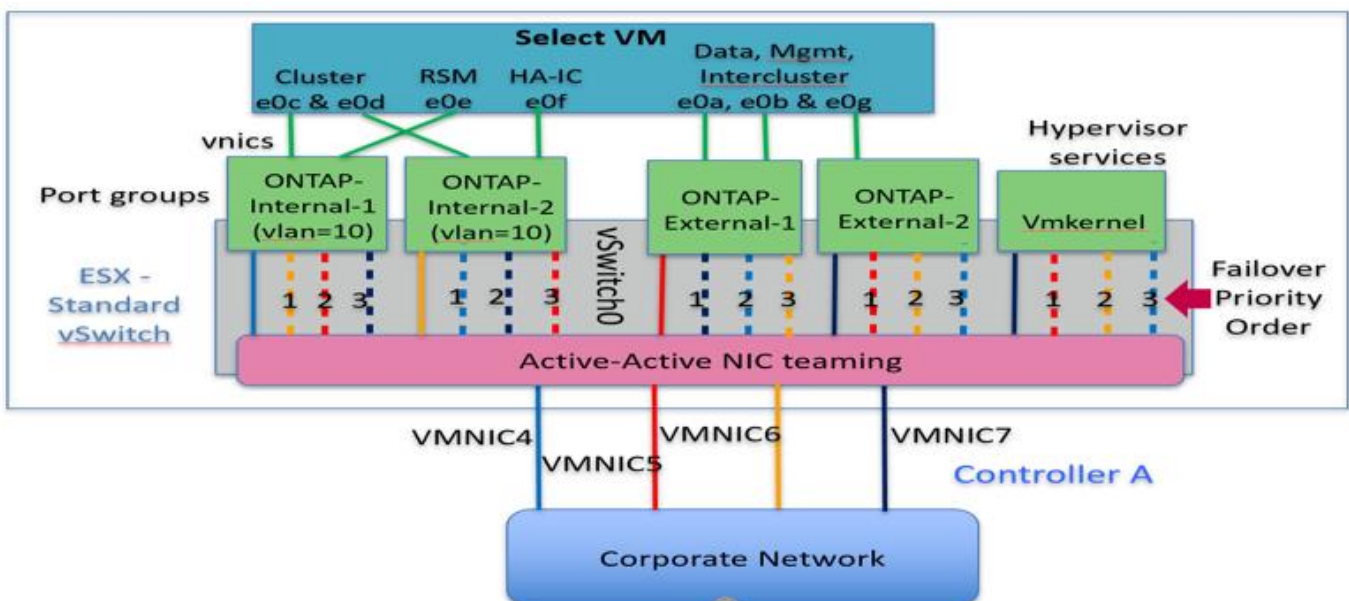 Select VM
Cluster
e0c & e0d
RSM
e0e
HA-IC
e0f
Data, Mgmt,
Intercluster
e0a, e0b & e0g
vnics
Hypervisor
services
Port groups
ONTAP-
Internal-1
(vlan=10)
ONTAP-
Internal-2
(vlan=10)
ONTAP-
External-1
ONTAP-
External-2
Vmkernel
ESX -
Standard
vSwitch
vSwitch0
1 2 3
1 2 3
1 2 3
1 2 3
1 2 3
Failover
Priority
Order
Active-Active NIC teaming
VMNIC4
VMNIC5
VMNIC6
VMNIC7
Controller A
Corporate Network